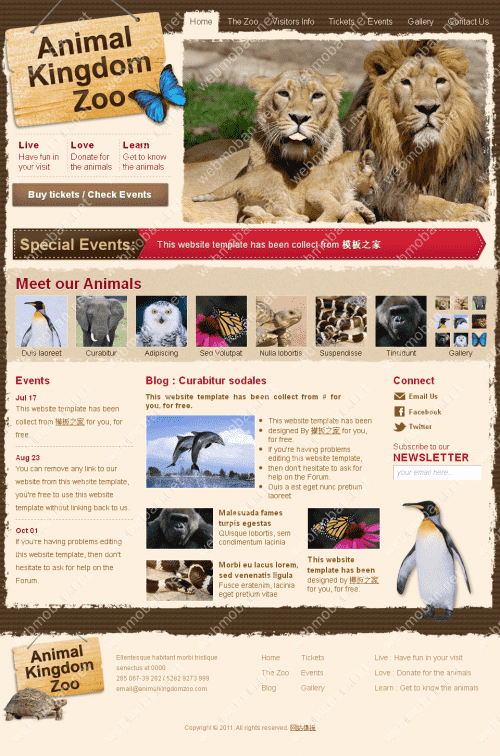 Animal
Kingdom
Zoo
Home The Zoo Visitors Info Tickets Events Gallery Contact Us
Live Love Learn
Have fun in Donate for Get to know
your visit the animals the animals
Buy tickets / Check Events
Special Events: This website template has been collect from 模板之家
Meet our Animals
Duis laoreet Curabitur Adipiscing Sed Volutpat Nulla lobortis Suspendisse Tincidunt Gallery
Events
Jul 17
This website template has been
collect from 模板之家 for you, for
free.
Aug 23
You can remove any link to our
website from this website template,
you're free to use this website
template without linking back to us.
Oct 01
If you're having problems editing
this website template, then don't
hesitate to ask for help on the
Forum.
Blog : Curabitur sodales
This website template has been collect from # for
you, for free.
This website template has been
designed By 模板之家 for you,
for free.
If you're having problems
editing this website template,
then don't hesitate to ask for
help on the Forum.
Duis a est eget nunc pretium
laoreet
Malesuada fames
turpis egestas
QUisque lobortis, sem
condimentum lacinia
Morbi eu lacus lorem,
sed venenatis ligula
Fusce eratenim, lacinia
eget pretium vitae
This website
template has been
designed by 模板之家
for you, for free.
Connect
Email Us
Facebook
Twitter
Subscribe to our
NEWSLETTER
your email here...
Animal
Kingdom
Zoo
Ellentesque habitant morbi tristique
senectus et 0000
email@animalkingdomzoo.com
Home Tickets
The Zoo Events
Blog Gallery
Live : Have fun in your visit
Love : Donate for the animals
Learn : Get to know the animals
Copyright © 2011. All rights reserved.
webmoban.net